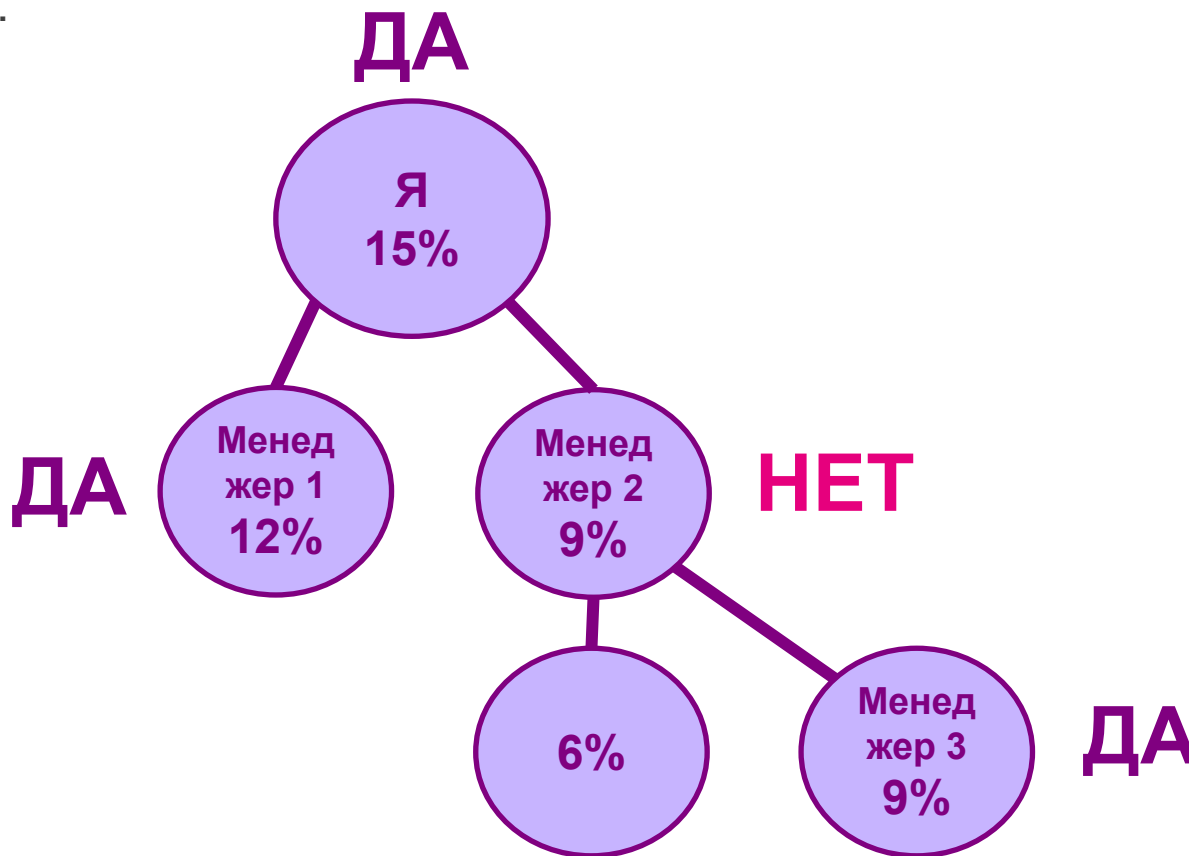 .
ДА
Я
15%
ДА
Менед
жер 1
12%
Менед
жер 2
9%
НЕТ
6%
Менед
жер 3
9%
ДА